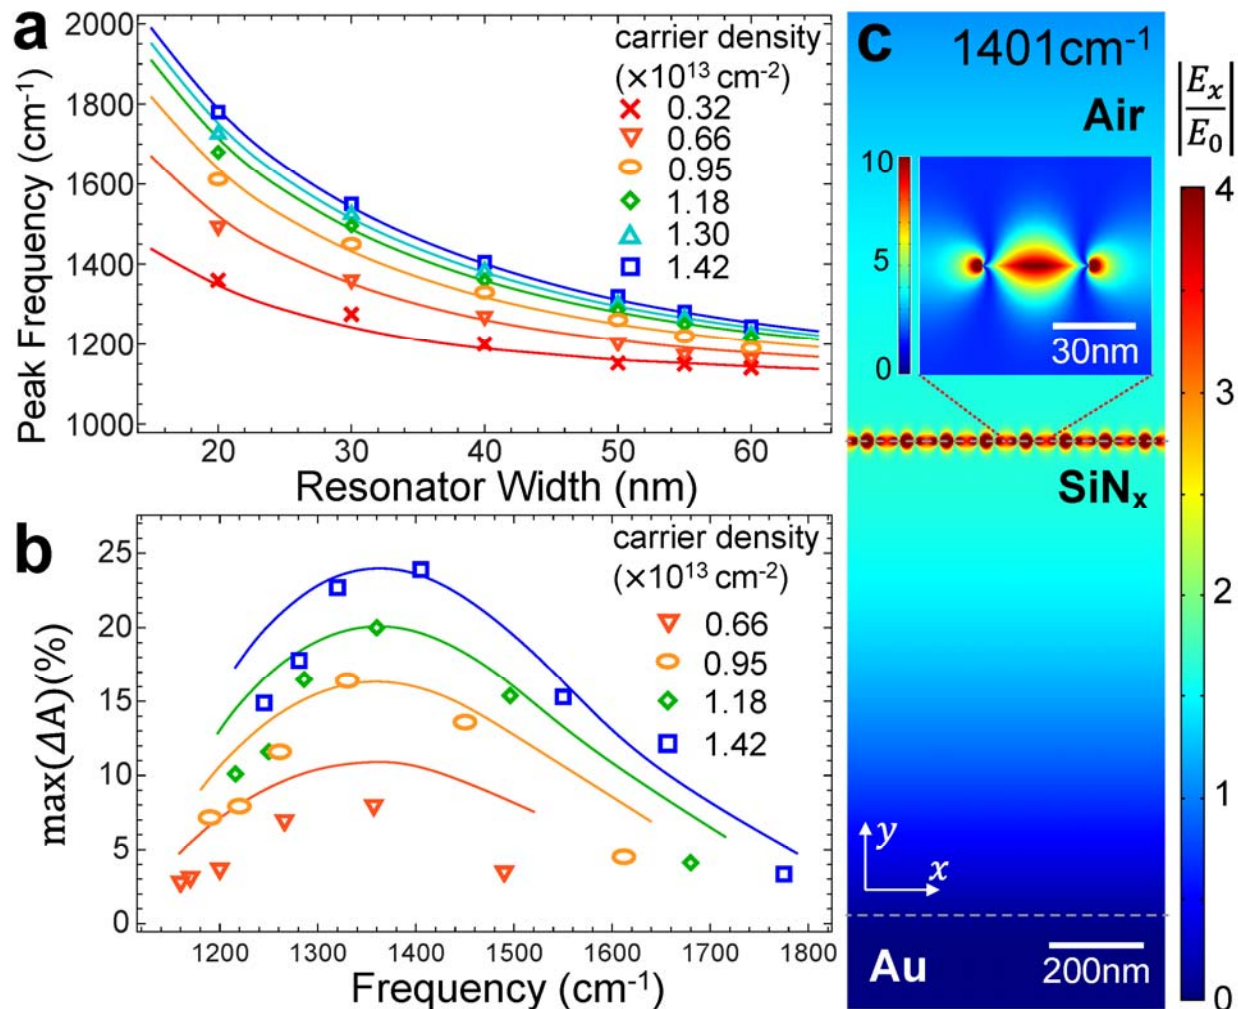 a
2000
1800
1600
1400
1200
1000
Peak Frequency (cm⁻¹)
20 30 40 50 60
Resonator Width (nm)
carrier density
(×10¹³ cm⁻²)
0.32
0.66
0.95
1.18
1.30
1.42
b
25
20
15
10
5
0
max(ΔA)(%)
1200 1300 1400 1500 1600 1700 1800
Frequency (cm⁻¹)
carrier density
(×10¹³ cm⁻²)
0.66
0.95
1.18
1.42
c
1401cm⁻¹
Air
10
5
0
30nm
SiNₓ
y
x
Au
200nm
|Eₓ/E₀|
4
3
2
1
0